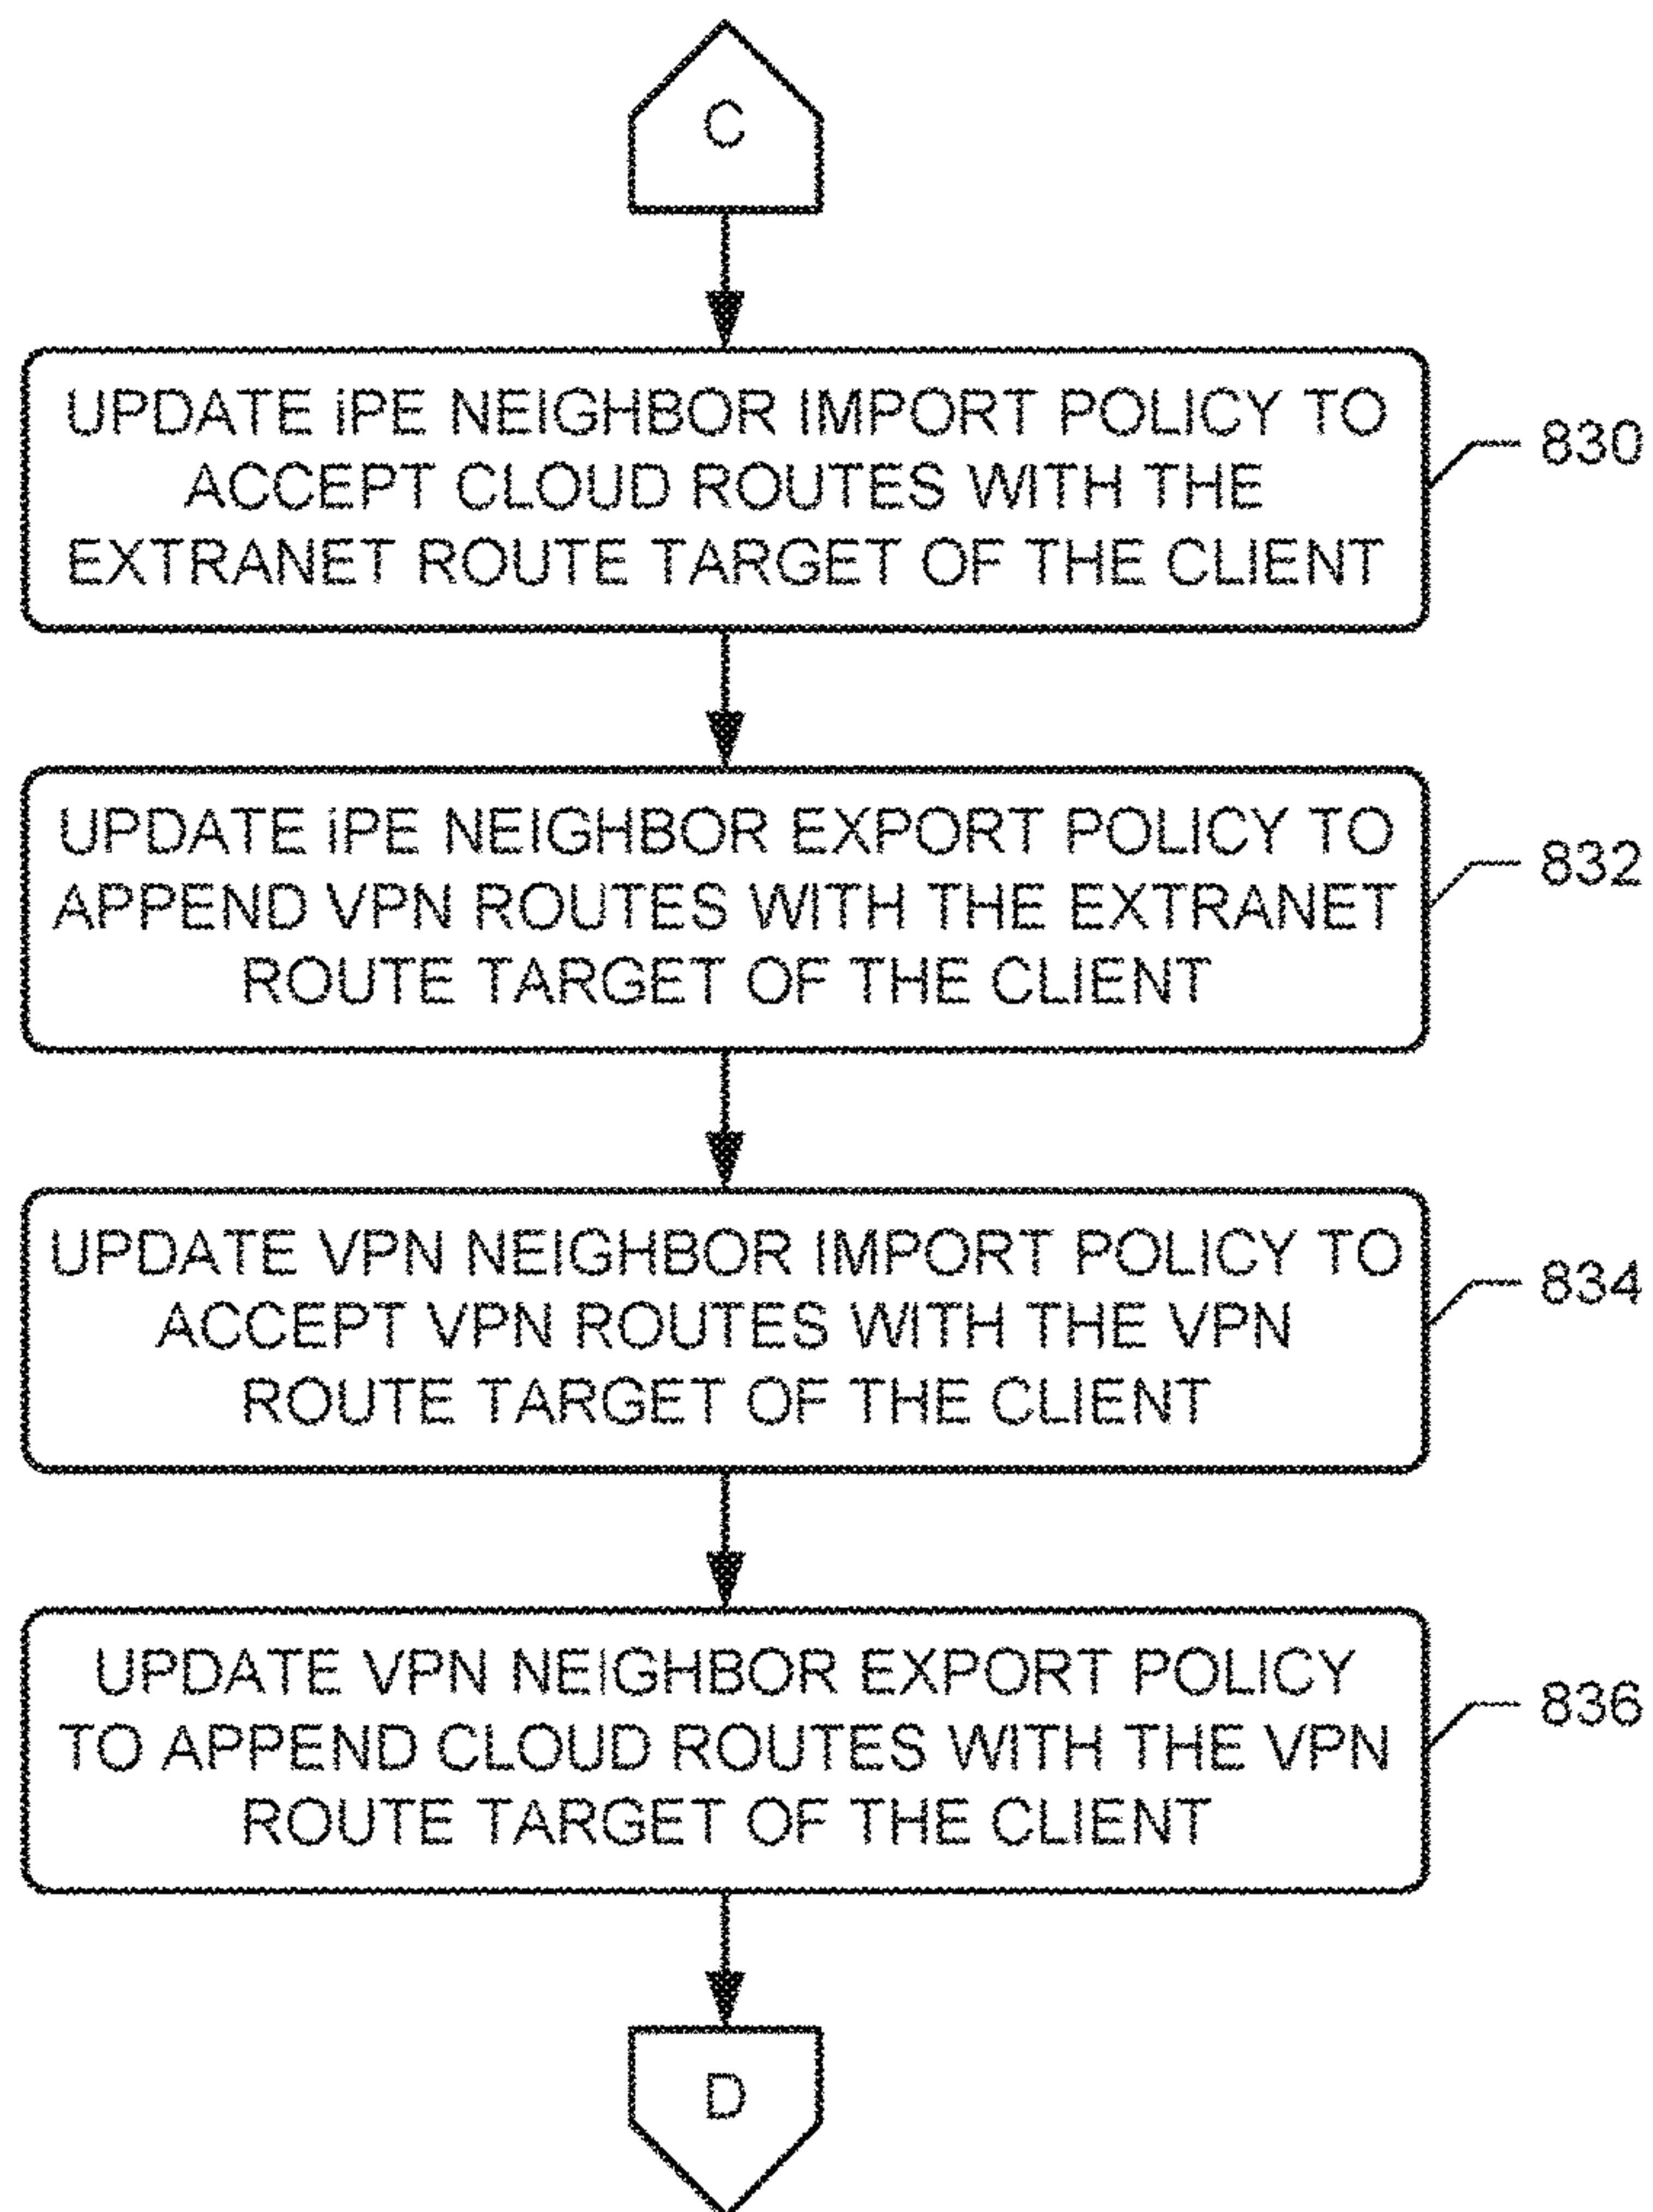 C
UPDATE iPE NEIGHBOR IMPORT POLICY TO
ACCEPT CLOUD ROUTES WITH THE
EXTRANET ROUTE TARGET OF THE CLIENT
830
UPDATE iPE NEIGHBOR EXPORT POLICY TO
APPEND VPN ROUTES WITH THE EXTRANET
ROUTE TARGET OF THE CLIENT
832
UPDATE VPN NEIGHBOR IMPORT POLICY TO
ACCEPT VPN ROUTES WITH THE VPN
ROUTE TARGET OF THE CLIENT
834
UPDATE VPN NEIGHBOR EXPORT POLICY
TO APPEND CLOUD ROUTES WITH THE VPN
ROUTE TARGET OF THE CLIENT
836
D